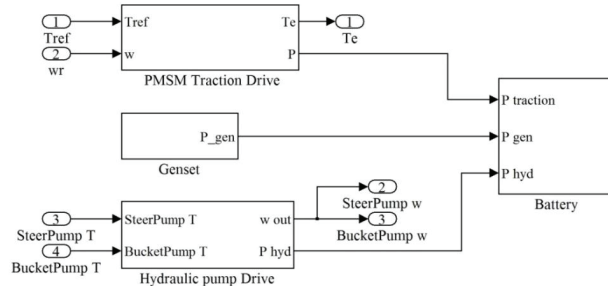 1
Tref
2
wr
Tref
w
Te
P
PMSM Traction Drive
1
Te
P_gen
Genset
P traction
P gen
P hyd
Battery
3
SteerPump T
4
BucketPump T
SteerPump T
BucketPump T
w out
P hyd
Hydraulic pump Drive
2
SteerPump w
3
BucketPump w